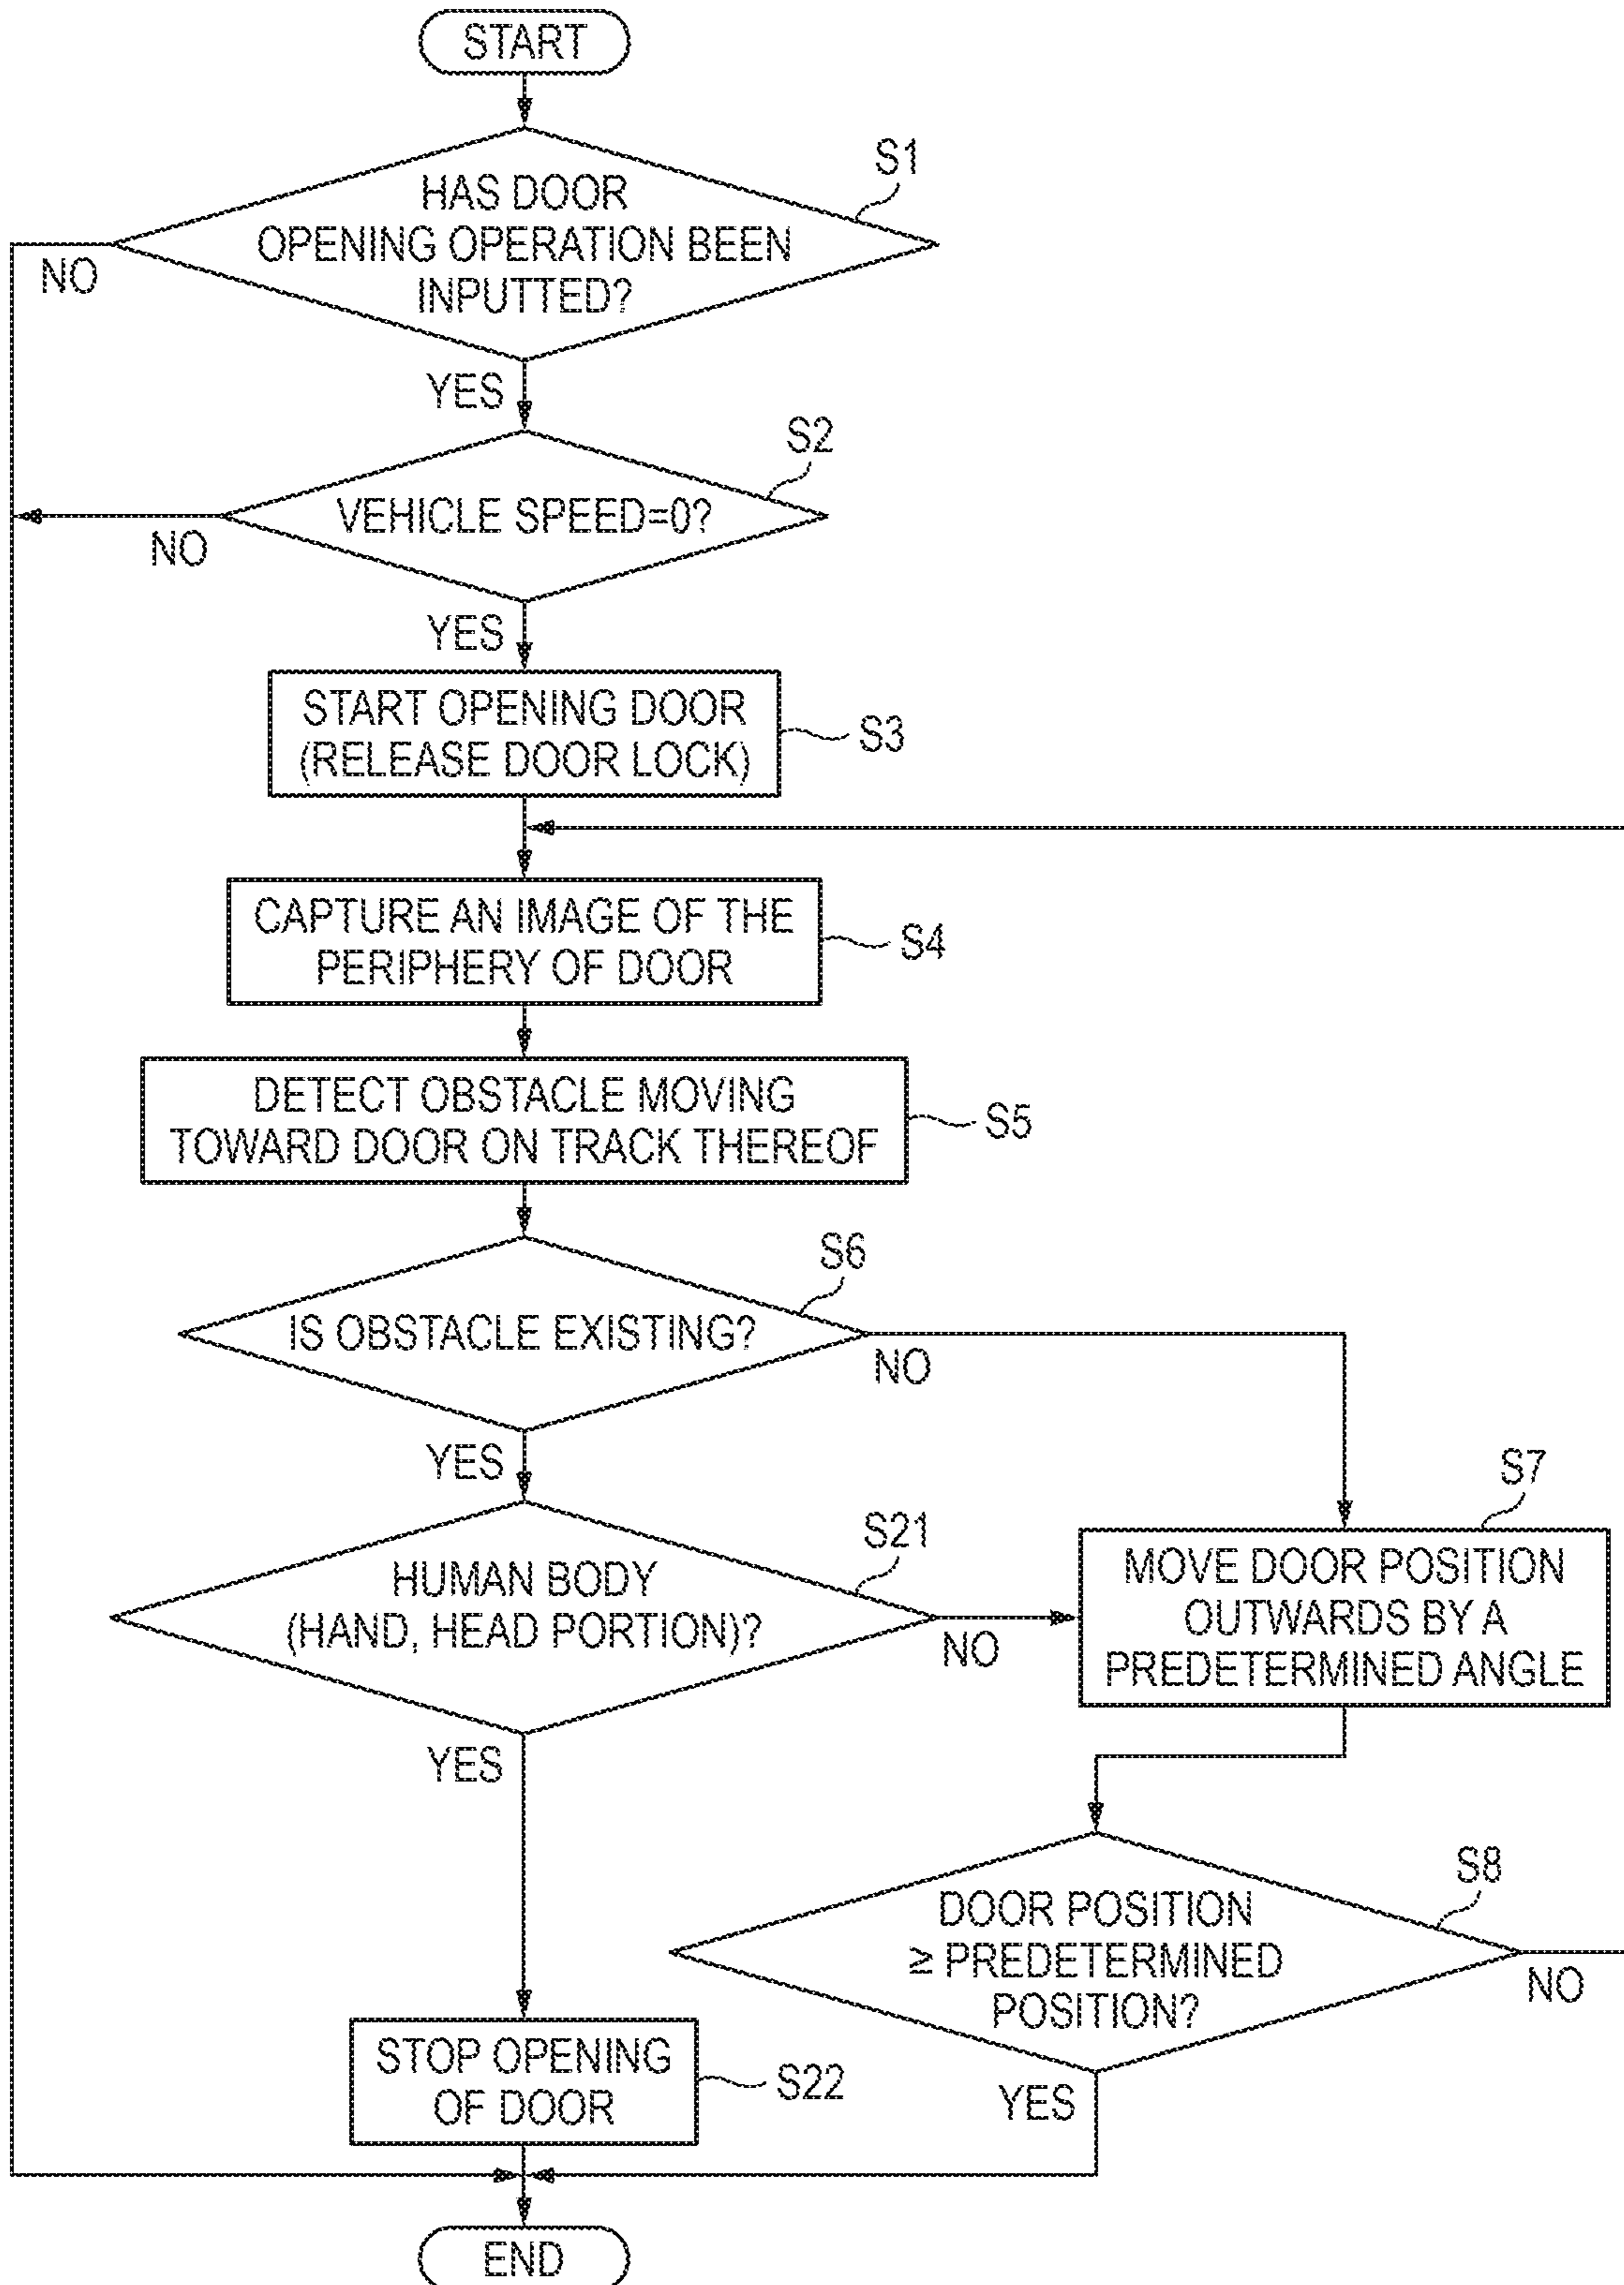 START
S1
HAS DOOR
OPENING OPERATION BEEN
INPUTTED?
NO
YES
S2
VEHICLE SPEED=0?
NO
YES
START OPENING DOOR
(RELEASE DOOR LOCK)
S3
CAPTURE AN IMAGE OF THE
PERIPHERY OF DOOR
S4
DETECT OBSTACLE MOVING
TOWARD DOOR ON TRACK THEREOF
S5
S6
IS OBSTACLE EXISTING?
NO
YES
S21
HUMAN BODY
(HAND, HEAD PORTION)?
NO
YES
S7
MOVE DOOR POSITION
OUTWARDS BY A
PREDETERMINED ANGLE
S8
DOOR POSITION
≥ PREDETERMINED
POSITION?
NO
YES
STOP OPENING
OF DOOR
S22
END